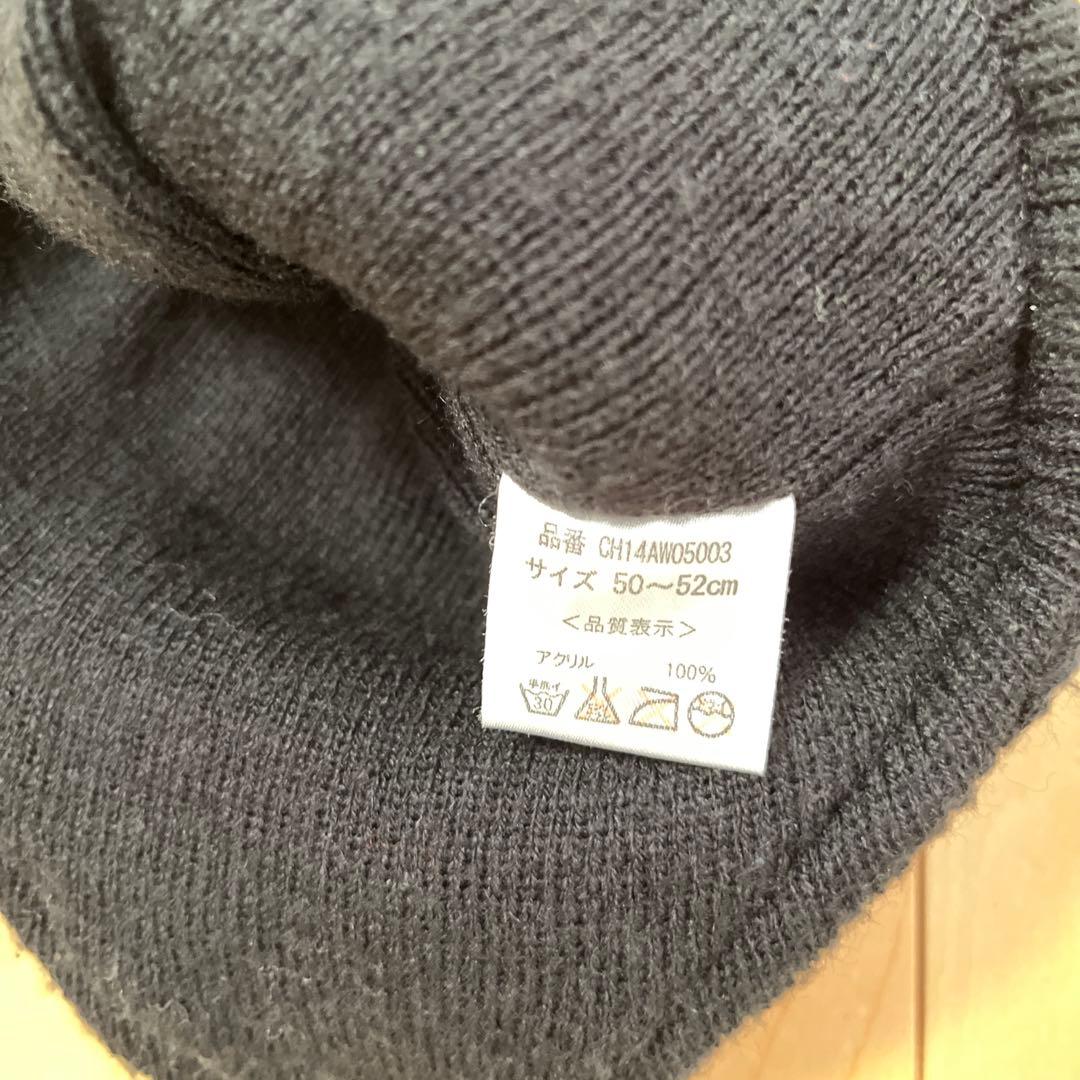 品番 CH14AW05003
サイズ 50〜52cm
＜品質表示＞
アクリル 100%
手洗イ
30